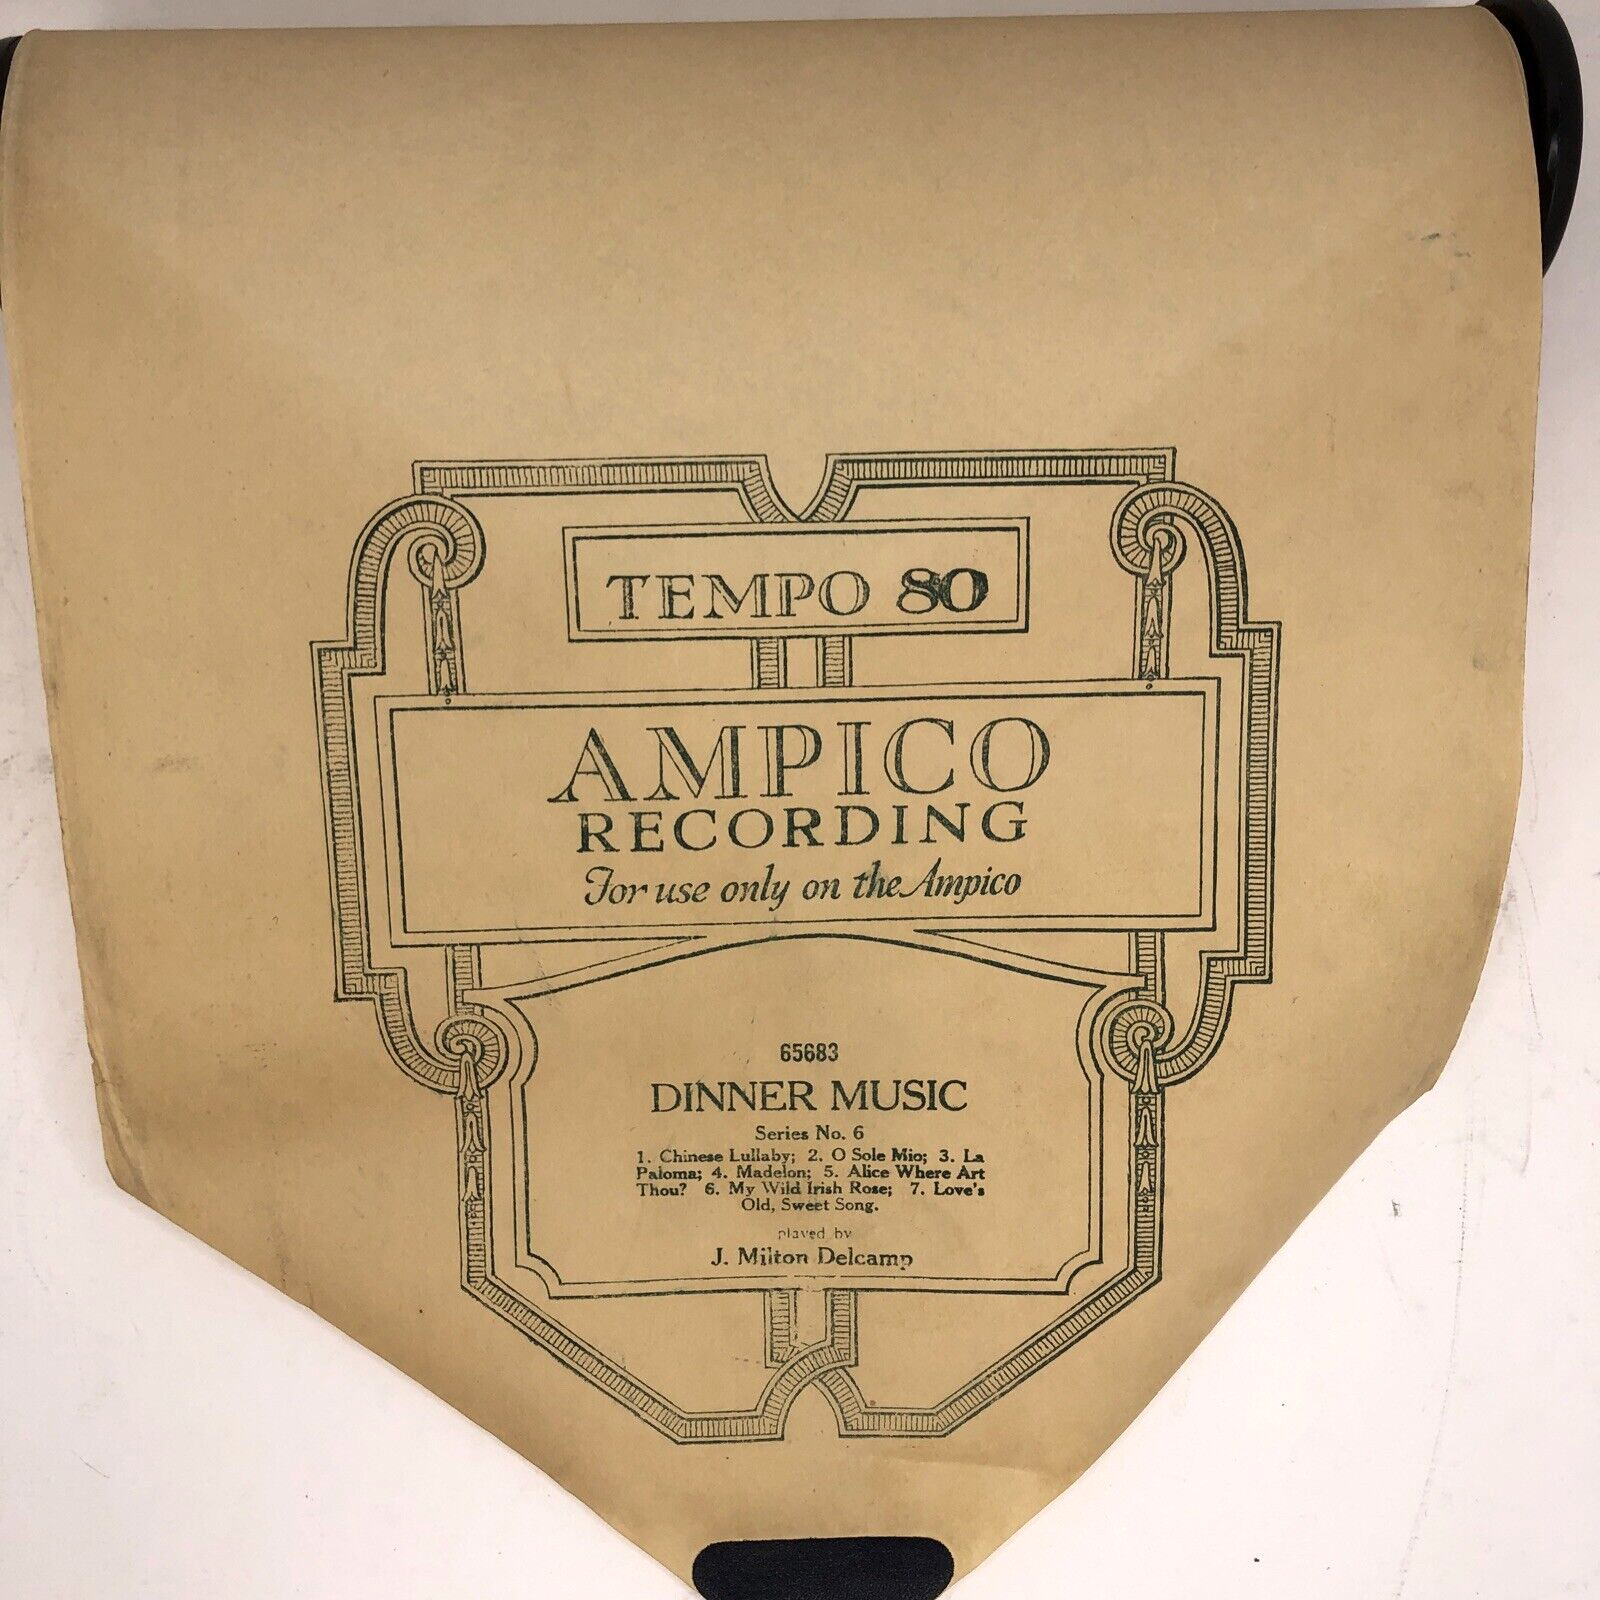 TEMPO 80
AMPICO
RECORDING
For use only on the Ampico
65683
DINNER MUSIC
Series No. 6
1. Chinese Lullaby; 2. O Sole Mio; 3. La
Paloma; 4. Madelon; 5. Alice Where Art
Thou? 6. My Wild Irish Rose; 7. Love's
Old, Sweet Song.
played by
J. Milton Delcamp